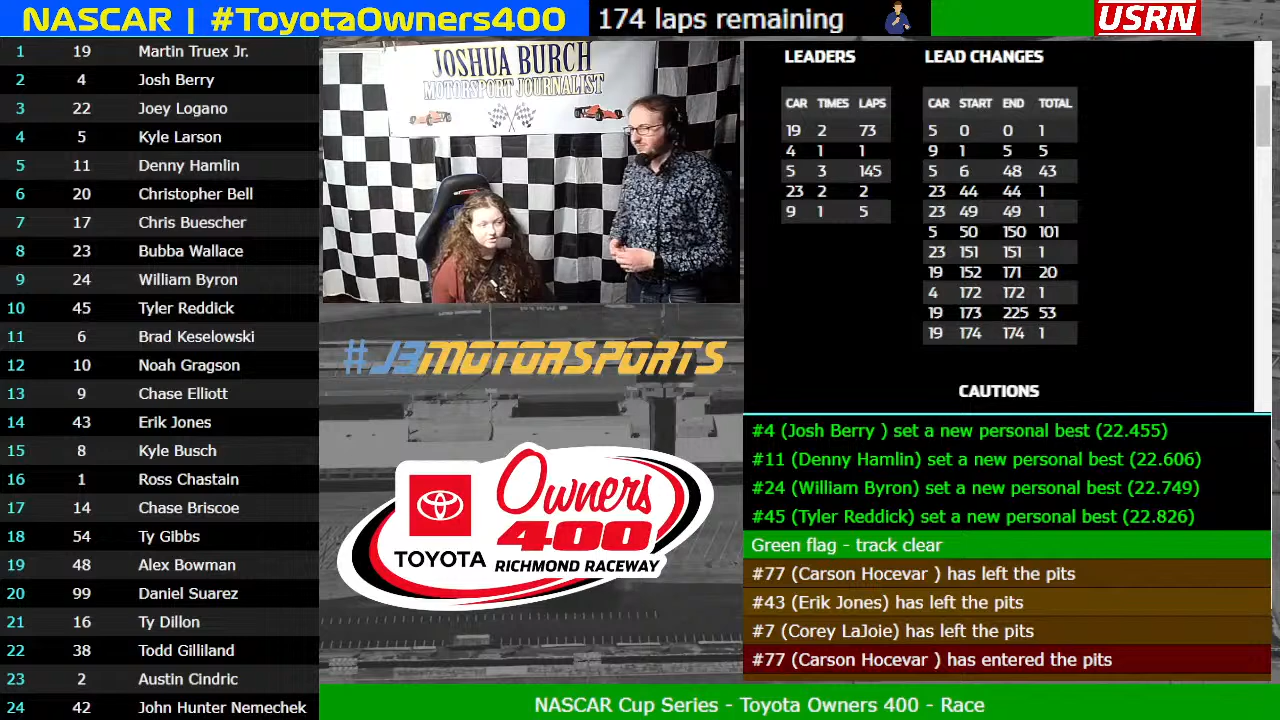 NASCAR | #ToyotaOwners400
174 laps remaining
USRN
1 19 Martin Truex Jr.
2 4 Josh Berry
3 22 Joey Logano
4 5 Kyle Larson
5 11 Denny Hamlin
6 20 Christopher Bell
7 17 Chris Buescher
8 23 Bubba Wallace
9 24 William Byron
10 45 Tyler Reddick
11 6 Brad Keselowski
12 10 Noah Gragson
13 9 Chase Elliott
14 43 Erik Jones
15 8 Kyle Busch
16 1 Ross Chastain
17 14 Chase Briscoe
18 54 Ty Gibbs
19 48 Alex Bowman
20 99 Daniel Suarez
21 16 Ty Dillon
22 38 Todd Gilliland
23 2 Austin Cindric
24 42 John Hunter Nemechek
JOSHUA BURCH
MOTORSPORT JOURNALIST
#JBMOTORSPORTS
Owners
400
TOYOTA
RICHMOND RACEWAY
LEADERS
CAR TIMES LAPS
19 2 73
4 1 1
5 3 145
23 2 2
9 1 5
LEAD CHANGES
CAR START END TOTAL
5 0 0 1
9 1 5 5
5 6 48 43
23 44 44 1
23 49 49 1
5 50 150 101
23 151 151 1
19 152 171 20
4 172 172 1
19 173 225 53
19 174 174 1
CAUTIONS
#4 (Josh Berry ) set a new personal best (22.455)
#11 (Denny Hamlin) set a new personal best (22.606)
#24 (William Byron) set a new personal best (22.749)
#45 (Tyler Reddick) set a new personal best (22.826)
Green flag - track clear
#77 (Carson Hocevar ) has left the pits
#43 (Erik Jones) has left the pits
#7 (Corey LaJoie) has left the pits
#77 (Carson Hocevar ) has entered the pits
NASCAR Cup Series - Toyota Owners 400 - Race